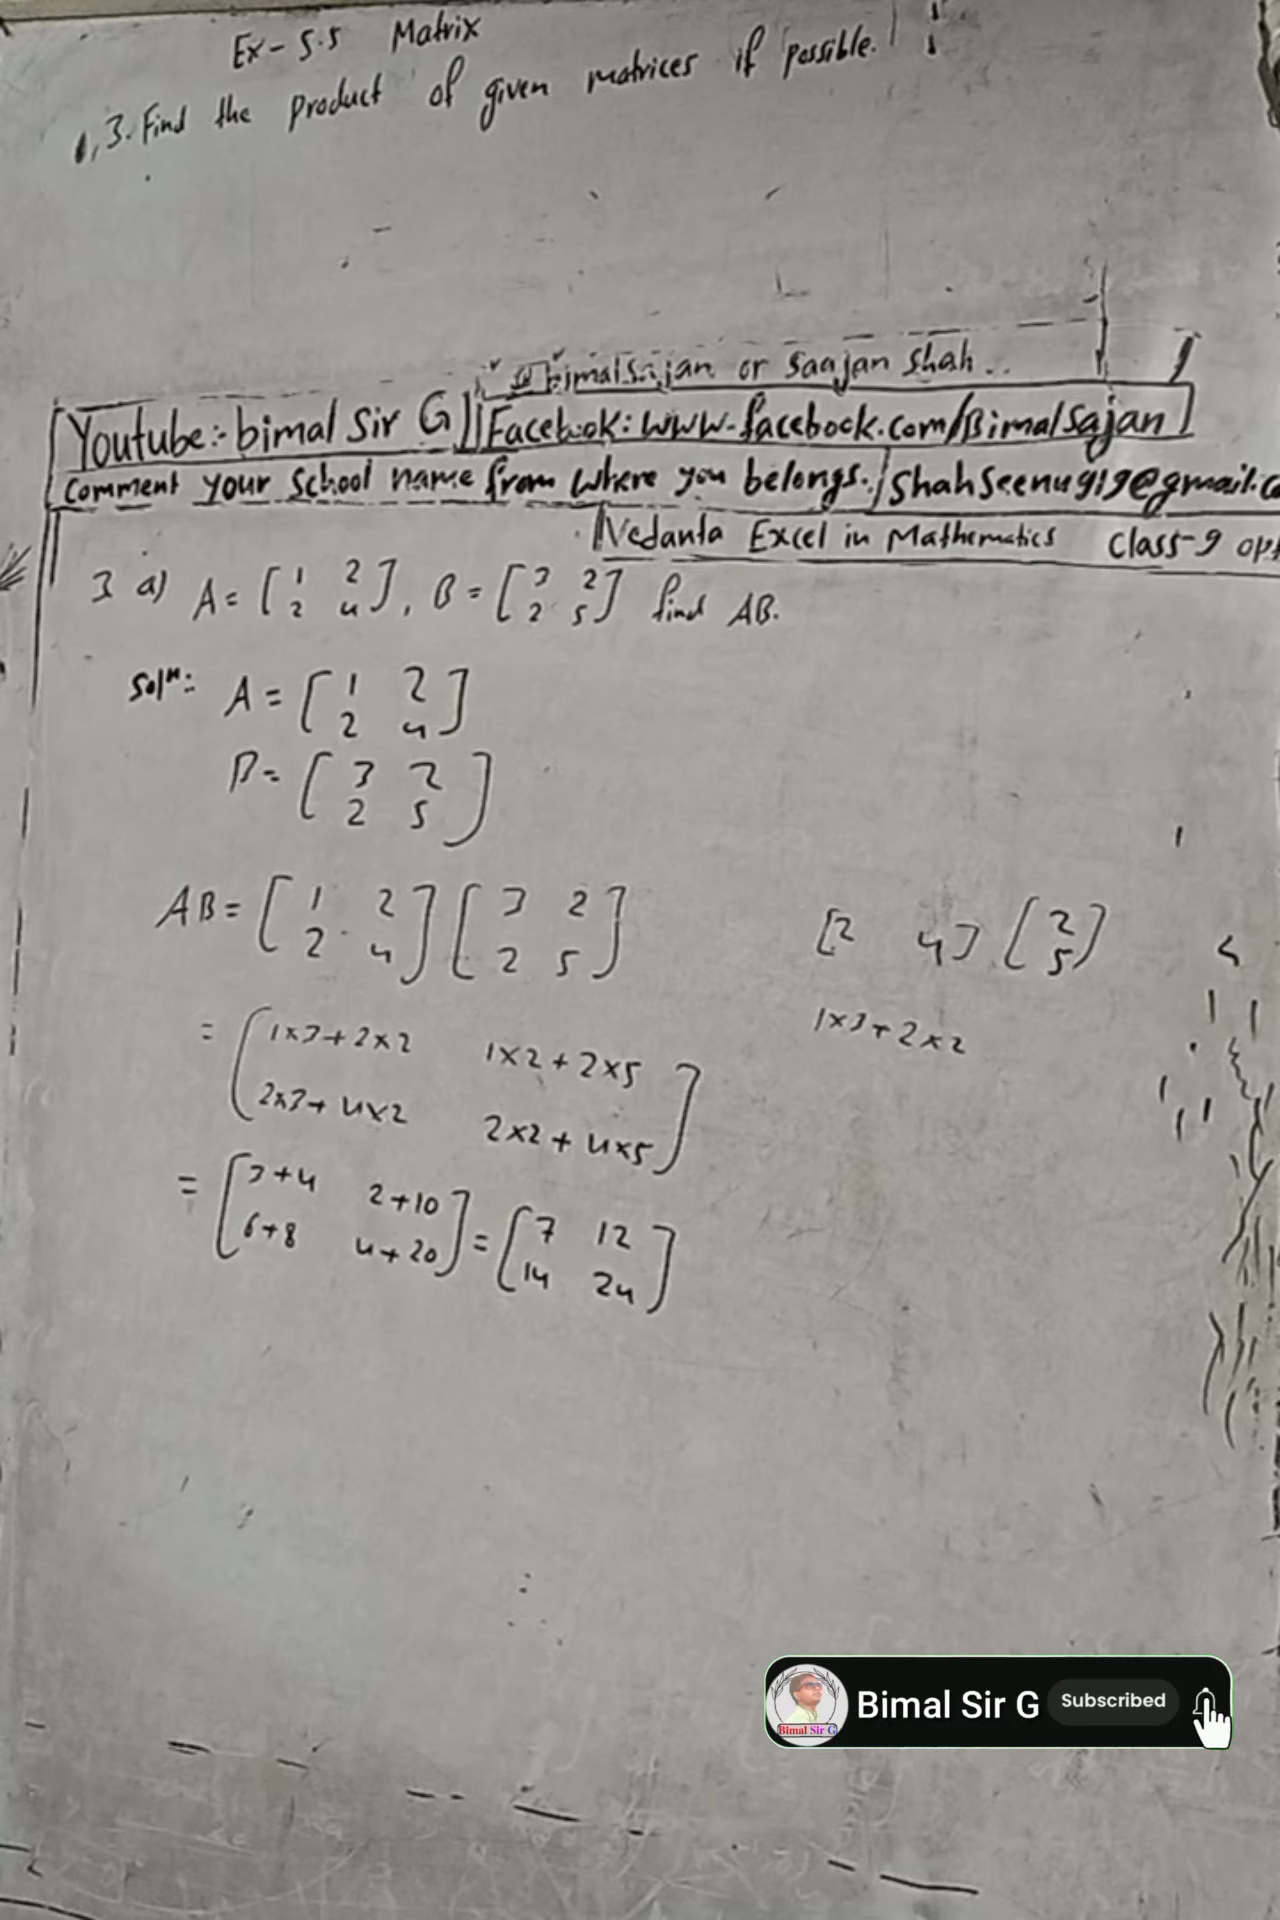 Ex- 5.5 Matrix
3. Find the product of given matrices if possible.
bimalsajan or saajan shah..
Youtube:- bimal Sir G Facebook: www.facebook.com/Bimalsajan
Comment your School name from where you belongs. shahseenu919@gmail.c
Vedanta Excel in Mathematics Class-9 opt
3 a) A = [ 1 2 ], B = [ 3 2 ] find AB.
2 4 2 5
Solⁿ: A = [ 1 2 ]
2 4
B = [ 3 2 ]
2 5
AB = [ 1 2 ] [ 3 2 ]
2 4 2 5
[2 4] [ 2 ]
5
= [ 1×3+2×2 1×2+2×5 ]
2×3+4×2 2×2+4×5
1×3+2×2
= [ 3+4 2+10 ] = [ 7 12 ]
6+8 4+20 14 24
Bimal Sir G Subscribed
Bimal Sir G